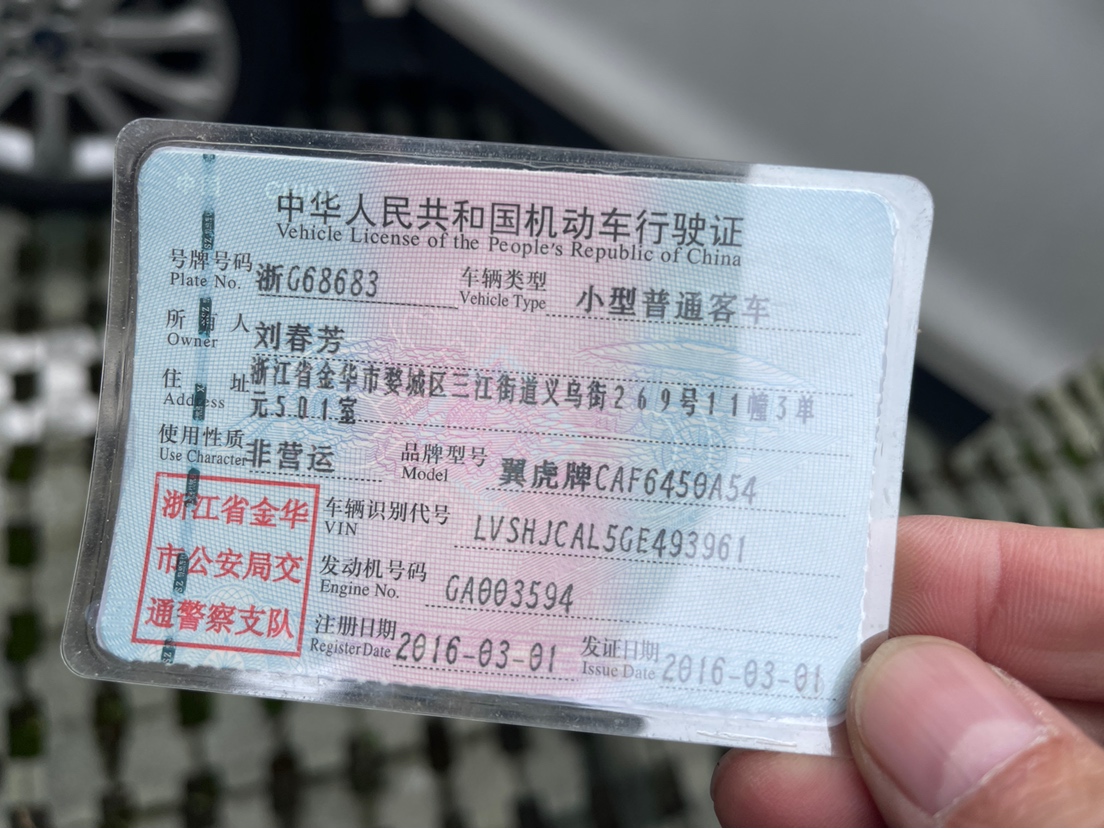 中华人民共和国机动车行驶证
Vehicle License of the People's Republic of China
号牌号码 浙G68683 车辆类型 小型普通客车
Plate No. Vehicle Type
所有人 刘春芳
Owner
住址 浙江省金华市婺城区三江街道义乌街269号11幢3单
Address 元501室
使用性质 非营运 品牌型号 翼虎牌CAF6450A54
Use Character Model
浙江省金华
市公安局交
通警察支队
车辆识别代号 LVSHJCAL5GE493961
VIN
发动机号码 GA003594
Engine No.
注册日期 2016-03-01 发证日期 2016-03-01
Register Date Issue Date